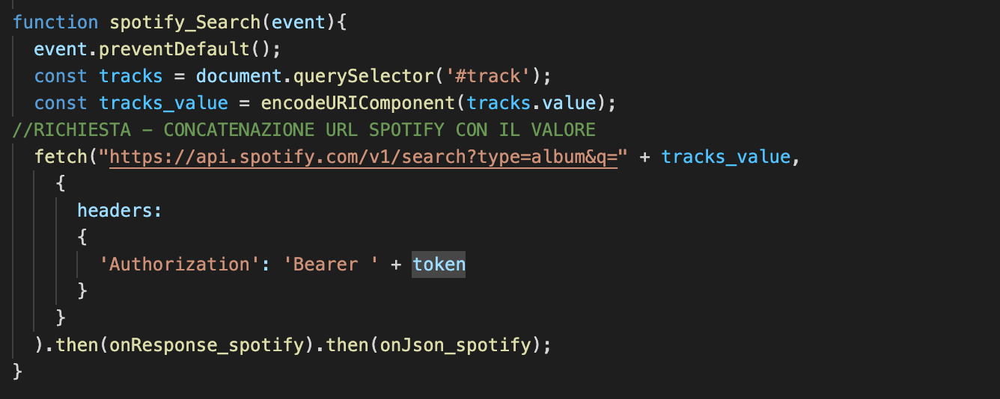 function spotify_Search(event){
event.preventDefault();
const tracks = document.querySelector('#track');
const tracks_value = encodeURIComponent(tracks.value);
//RICHIESTA - CONCATENAZIONE URL SPOTIFY CON IL VALORE
fetch("https://api.spotify.com/v1/search?type=album&q=" + tracks_value,
{
headers:
{
'Authorization': 'Bearer ' + token
}
}
).then(onResponse_spotify).then(onJson_spotify);
}